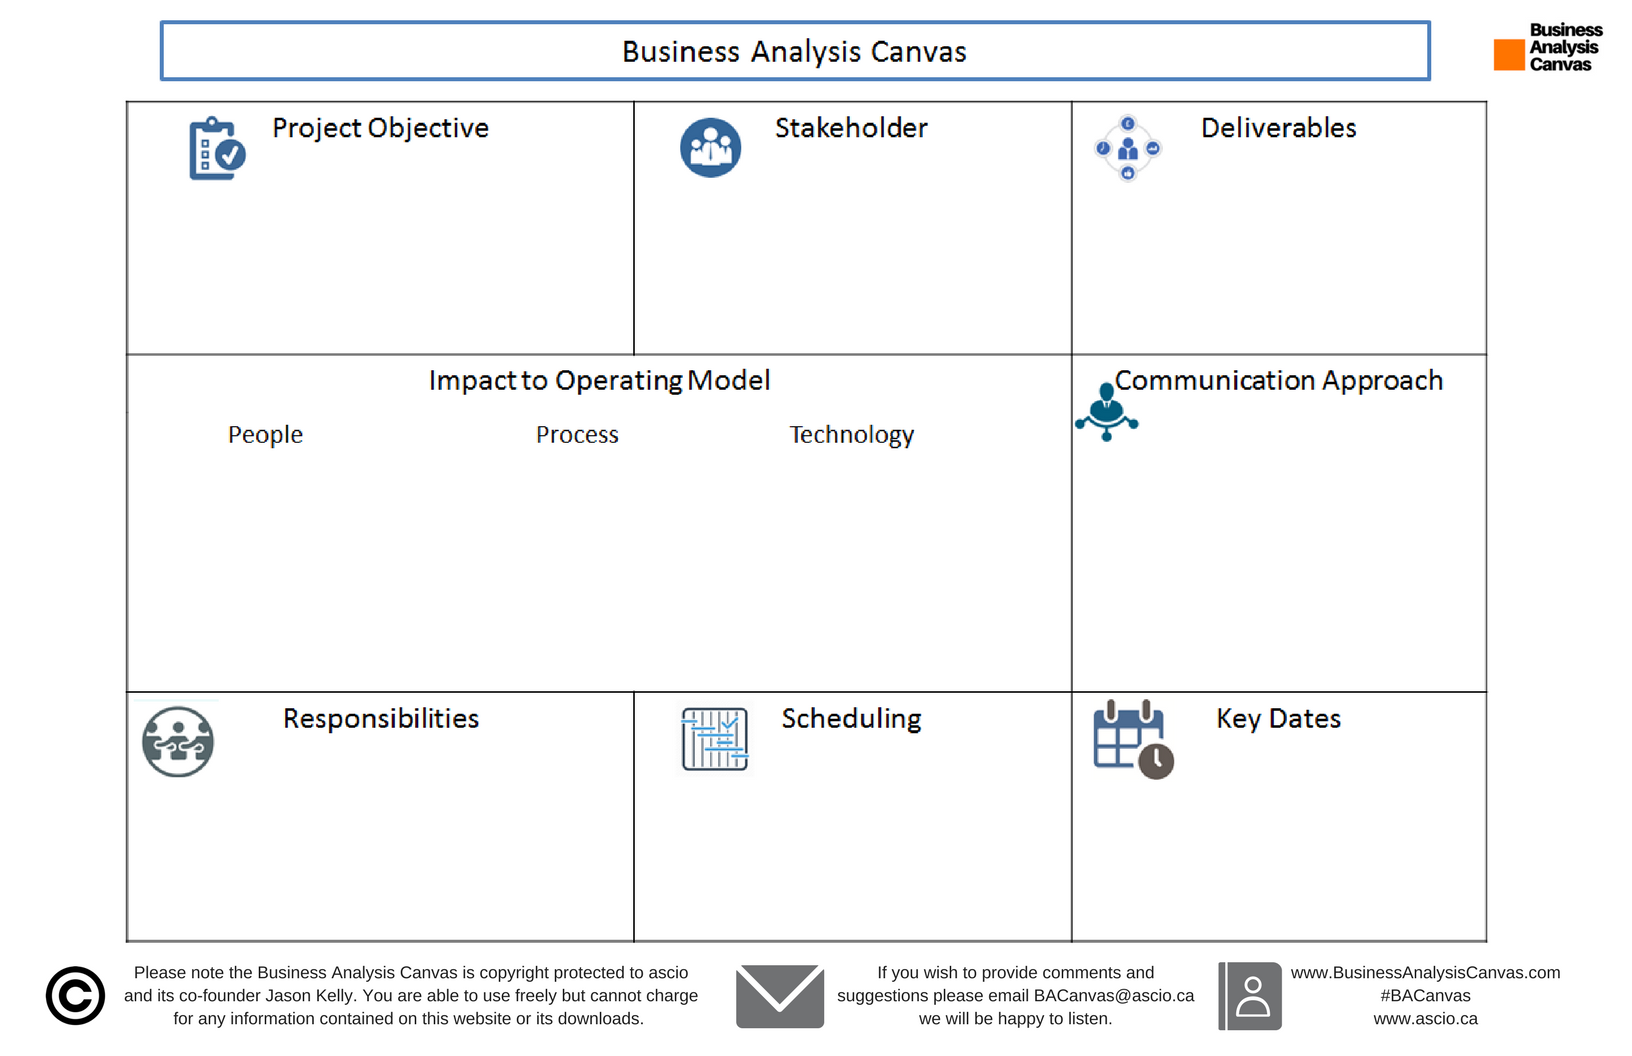 Business Analysis Canvas
Business
Analysis
Canvas
Project Objective
Stakeholder
Deliverables
Impact to Operating Model
People
Process
Technology
Communication Approach
Responsibilities
Scheduling
Key Dates
Please note the Business Analysis Canvas is copyright protected to ascio
and its co-founder Jason Kelly. You are able to use freely but cannot charge
for any information contained on this website or its downloads.
If you wish to provide comments and
suggestions please email BACanvas@ascio.ca
we will be happy to listen.
www.BusinessAnalysisCanvas.com
#BACanvas
www.ascio.ca